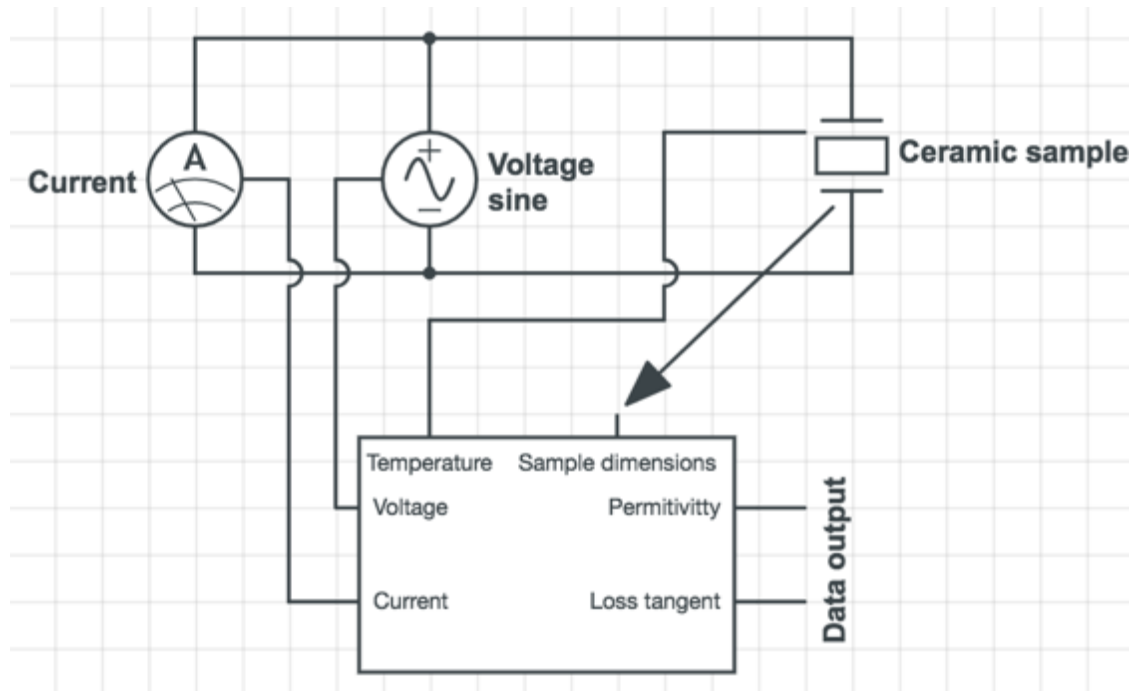 A
Current
Voltage
sine
Ceramic sample
Temperature
Sample dimensions
Voltage
Permitivitty
Current
Loss tangent
Data output